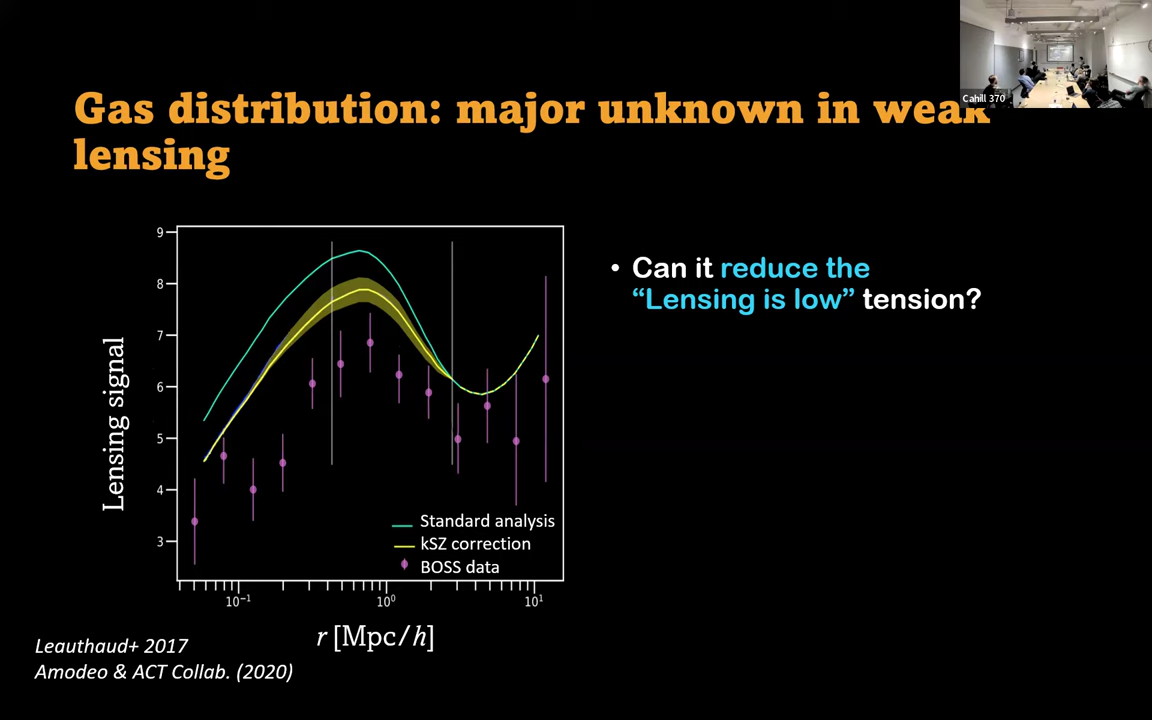 Gas distribution: major unknown in weak
lensing
Cahill 370
• Can it reduce the
“Lensing is low” tension?
9
8
7
6
5
4
3
Lensing signal
Standard analysis
kSZ correction
BOSS data
10⁻¹
10⁰
10¹
r [Mpc/h]
Leauthaud+ 2017
Amodeo & ACT Collab. (2020)